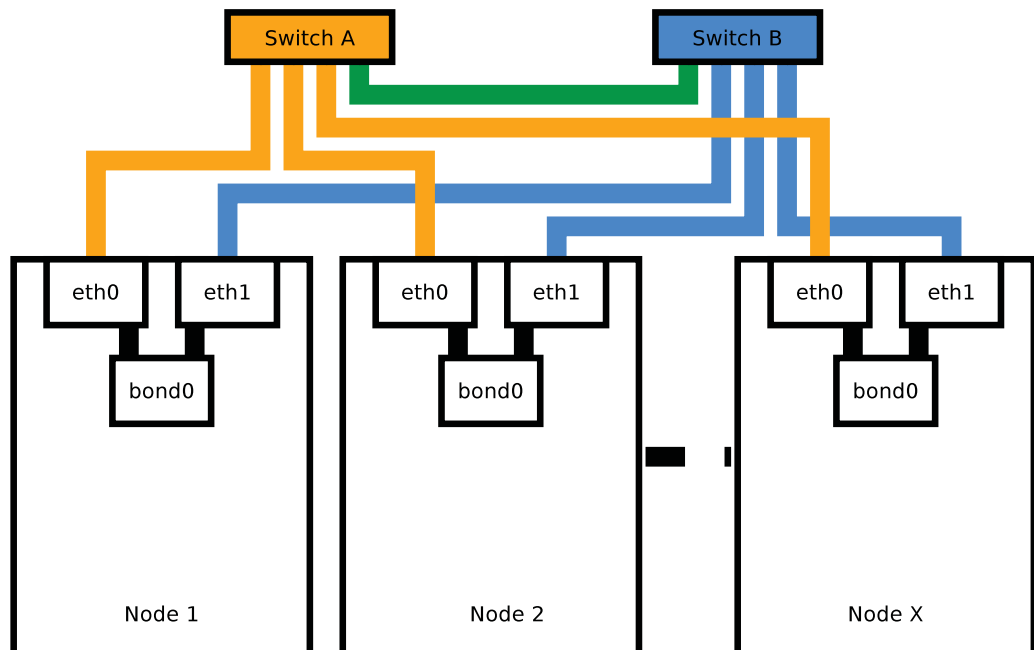 Switch A
Switch B
eth0
eth1
eth0
eth1
eth0
eth1
bond0
bond0
bond0
Node 1
Node 2
Node X